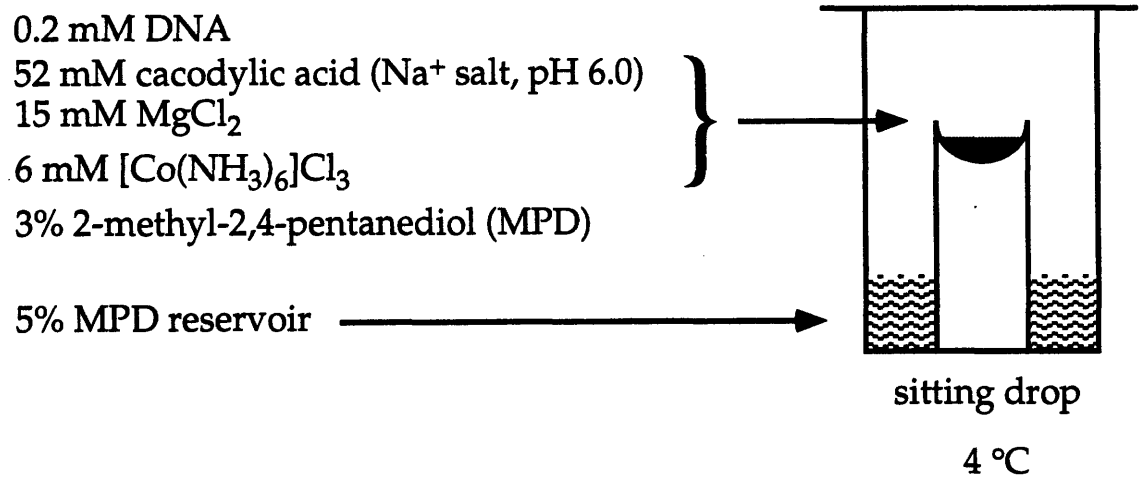 0.2 mM DNA
52 mM cacodylic acid (Na⁺ salt, pH 6.0)
15 mM MgCl₂
6 mM [Co(NH₃)₆]Cl₃
3% 2-methyl-2,4-pentanediol (MPD)
5% MPD reservoir
sitting drop
4 °C